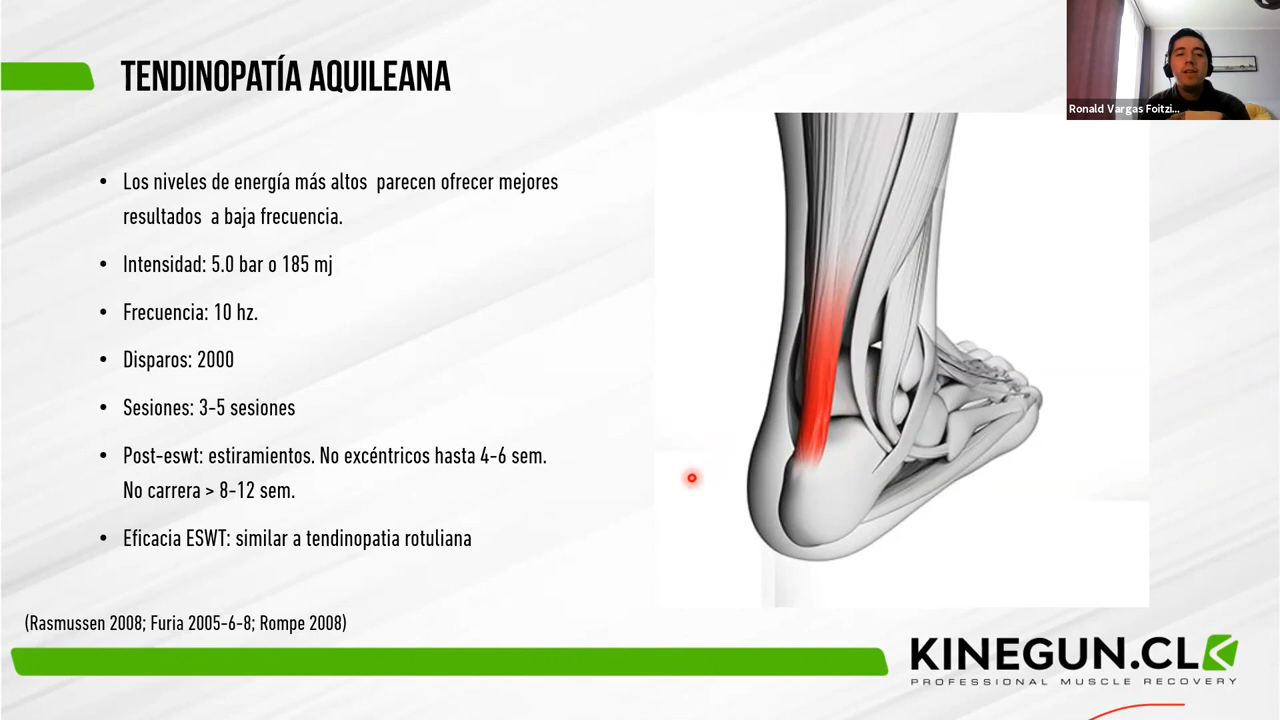 TENDINOPATÍA AQUILEANA
Ronald Vargas Foitzi...
• Los niveles de energía más altos parecen ofrecer mejores
resultados a baja frecuencia.
• Intensidad: 5.0 bar o 185 mj
• Frecuencia: 10 hz.
• Disparos: 2000
• Sesiones: 3-5 sesiones
• Post-eswt: estiramientos. No excéntricos hasta 4-6 sem.
No carrera > 8-12 sem.
• Eficacia ESWT: similar a tendinopatia rotuliana
(Rasmussen 2008; Furia 2005-6-8; Rompe 2008)
KINEGUN.CL
PROFESSIONAL MUSCLE RECOVERY